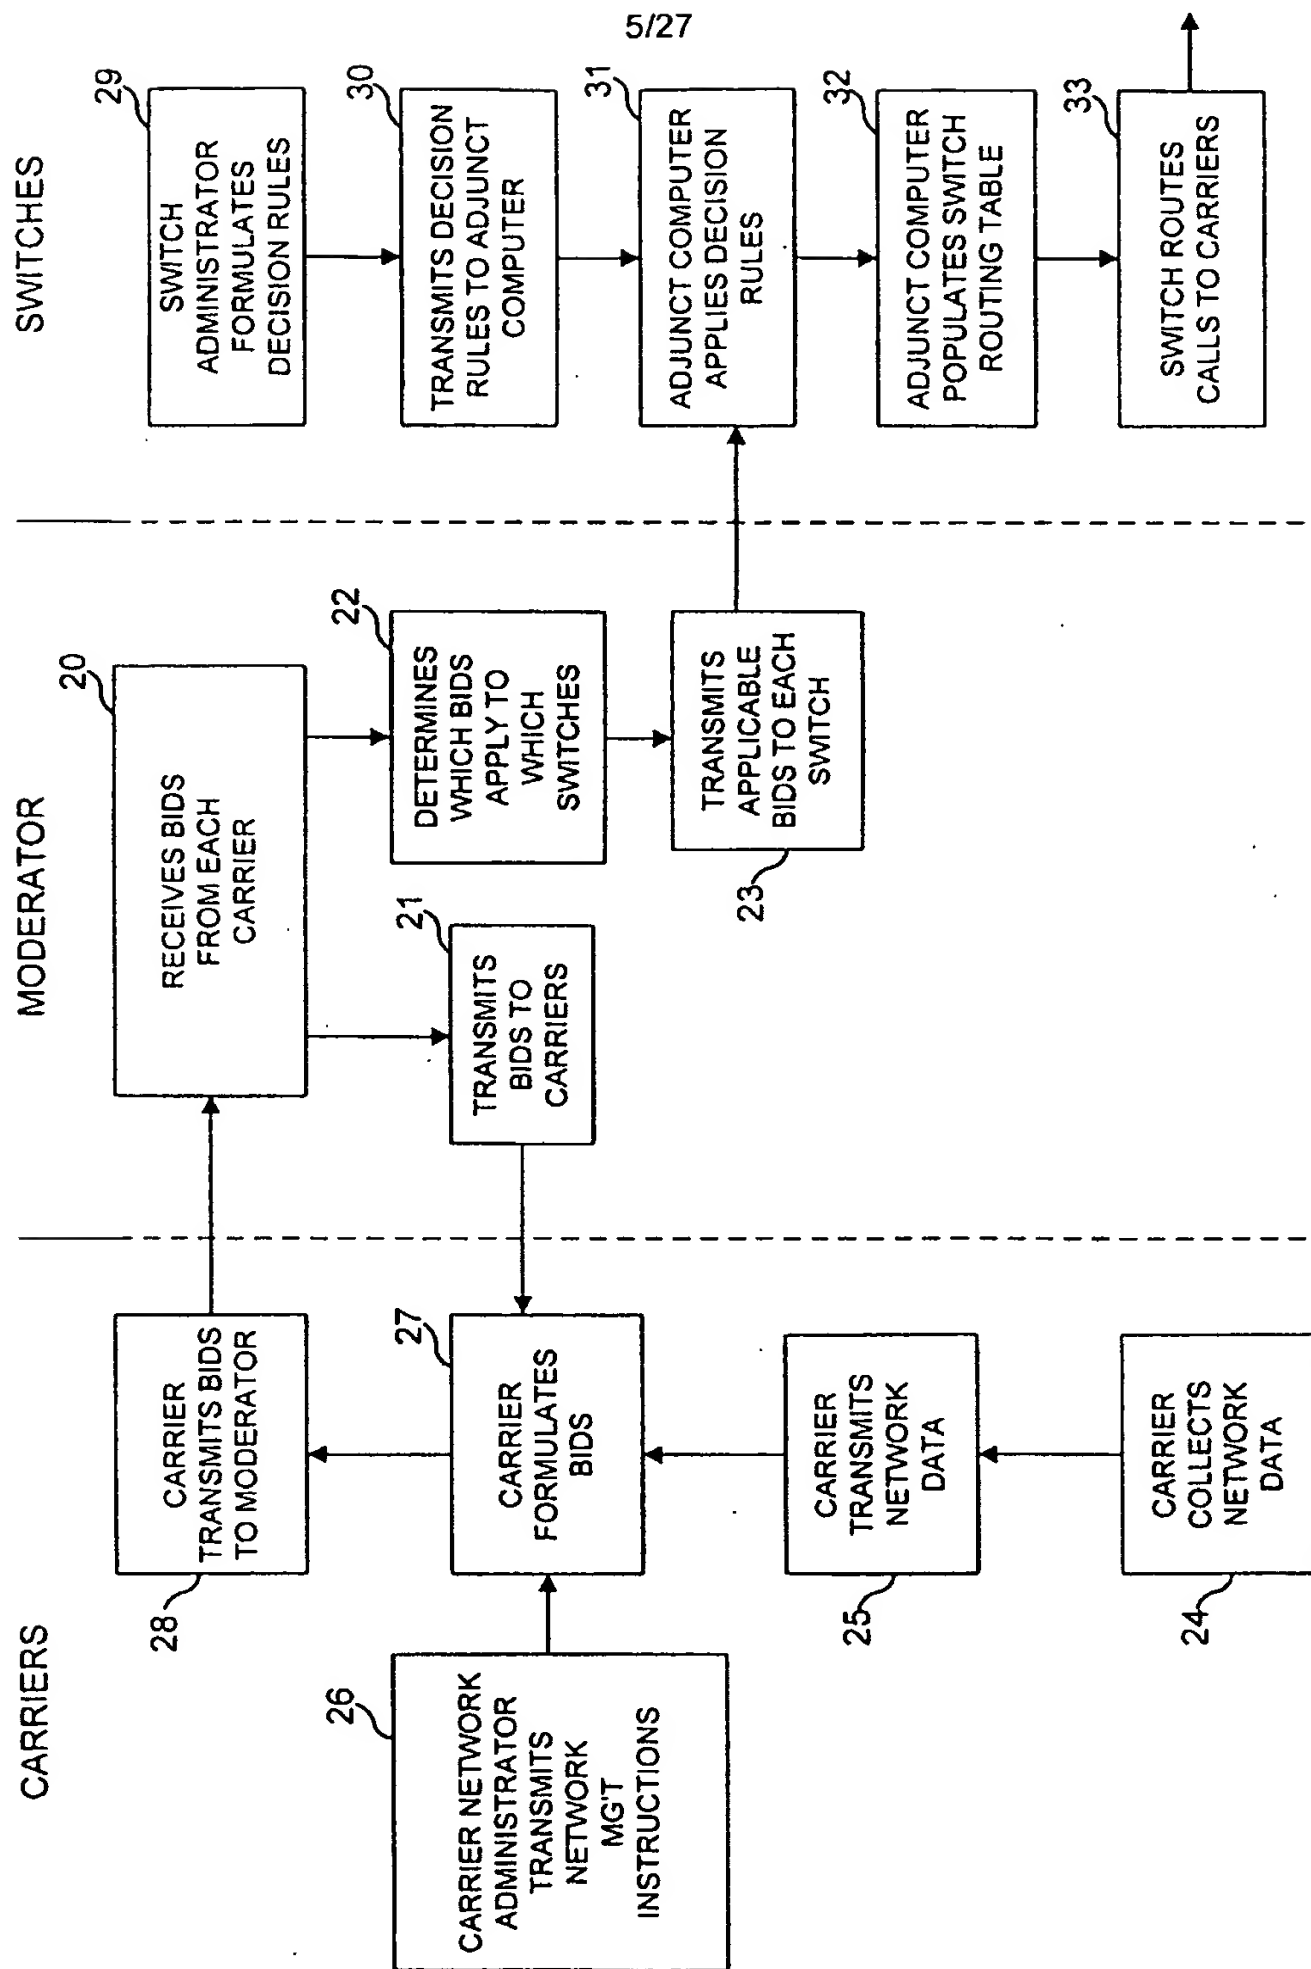 5/27
CARRIERS
MODERATOR
SWITCHES
28
CARRIER
TRANSMITS BIDS
TO MODERATOR
26
CARRIER NETWORK
ADMINISTRATOR
TRANSMITS
NETWORK
MG'T
INSTRUCTIONS
27
CARRIER
FORMULATES
BIDS
25
CARRIER
TRANSMITS
NETWORK
DATA
24
CARRIER
COLLECTS
NETWORK
DATA
20
RECEIVES BIDS
FROM EACH
CARRIER
21
TRANSMITS
BIDS TO
CARRIERS
22
DETERMINES
WHICH BIDS
APPLY TO
WHICH
SWITCHES
23
TRANSMITS
APPLICABLE
BIDS TO EACH
SWITCH
29
SWITCH
ADMINISTRATOR
FORMULATES
DECISION RULES
30
TRANSMITS DECISION
RULES TO ADJUNCT
COMPUTER
31
ADJUNCT COMPUTER
APPLIES DECISION
RULES
32
ADJUNCT COMPUTER
POPULATES SWITCH
ROUTING TABLE
33
SWITCH ROUTES
CALLS TO CARRIERS